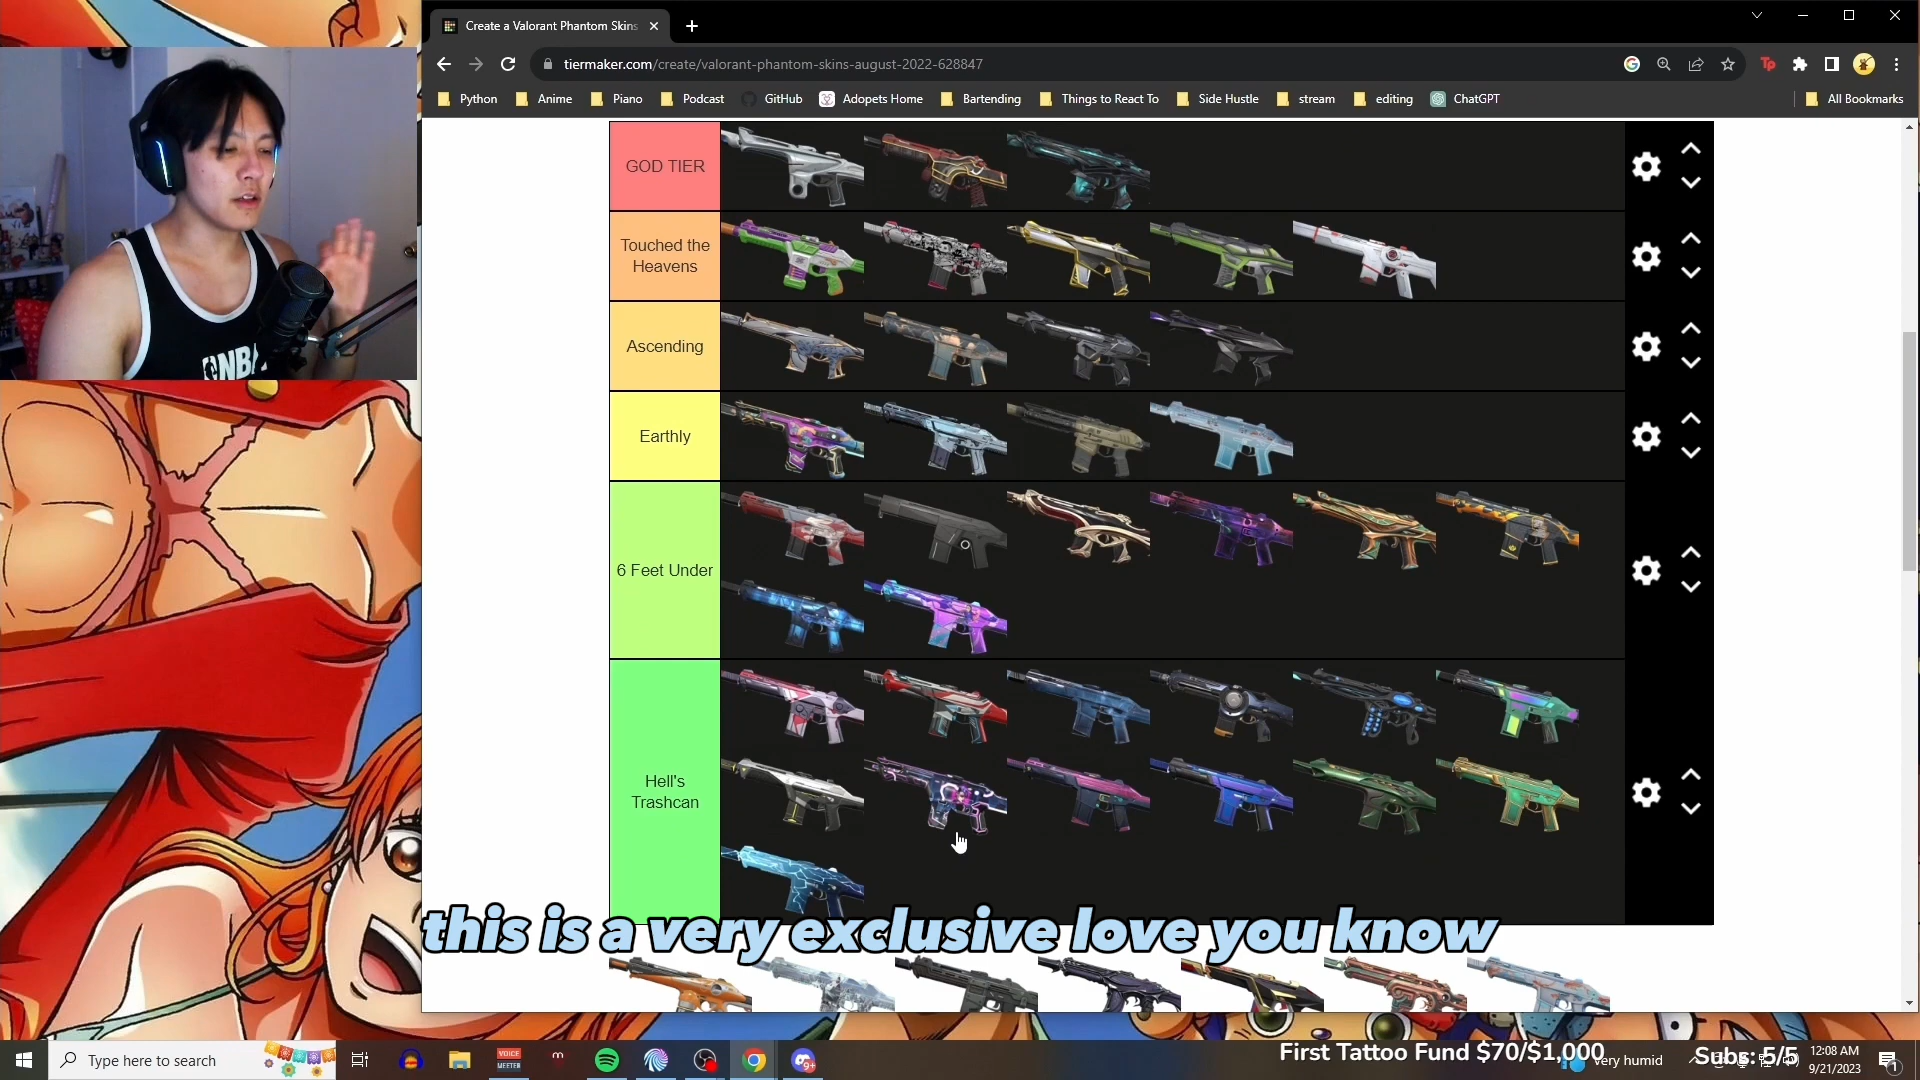 Create a Valorant Phantom Skins
tiermaker.com/create/valorant-phantom-skins-august-2022-628847
Python
Anime
Piano
Podcast
GitHub
Adopets Home
Bartending
Things to React To
Side Hustle
stream
editing
ChatGPT
All Bookmarks
GOD TIER
Touched the
Heavens
Ascending
Earthly
6 Feet Under
Hell's
Trashcan
NBA
this is a very exclusive love you know
Type here to search
VOICE
MEETER
First Tattoo Fund $70/$1,000
Very humid
Subs: 5/5
12:08 AM
9/21/2023